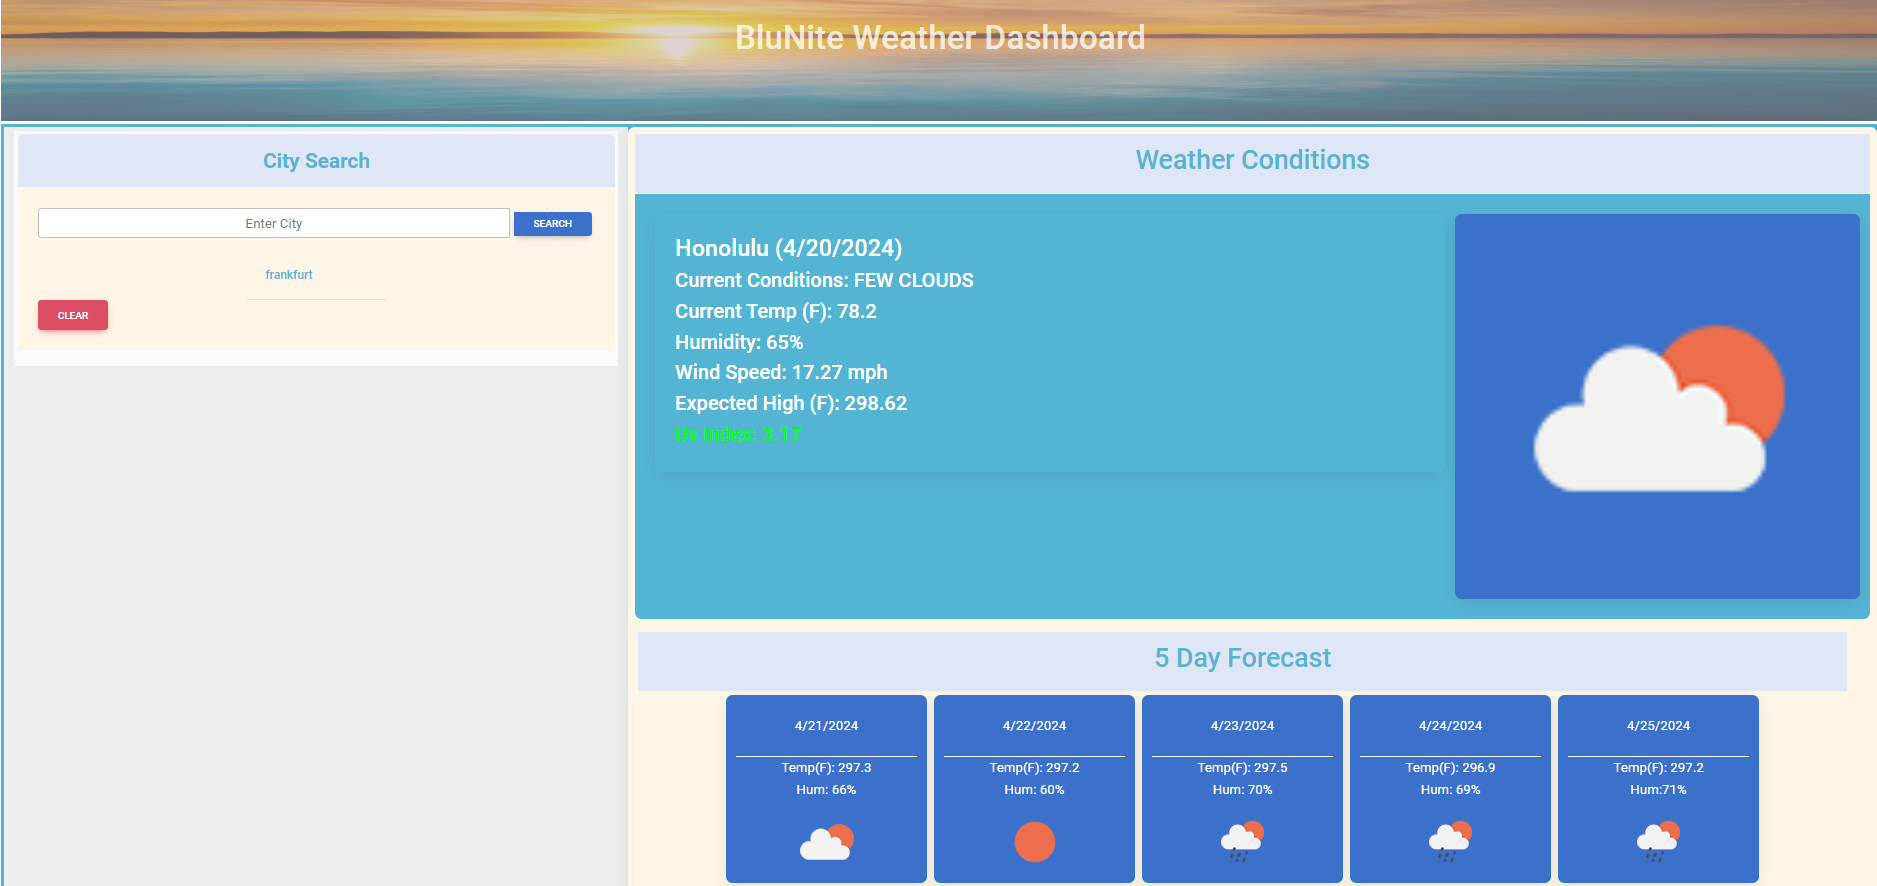 BluNite Weather Dashboard
City Search
Enter City
SEARCH
frankfurt
CLEAR
Weather Conditions
Honolulu (4/20/2024)
Current Conditions: FEW CLOUDS
Current Temp (F): 78.2
Humidity: 65%
Wind Speed: 17.27 mph
Expected High (F): 298.62
Uv Index: 3.17
5 Day Forecast
4/21/2024
Temp(F): 297.3
Hum: 66%
4/22/2024
Temp(F): 297.2
Hum: 60%
4/23/2024
Temp(F): 297.5
Hum: 70%
4/24/2024
Temp(F): 296.9
Hum: 69%
4/25/2024
Temp(F): 297.2
Hum:71%